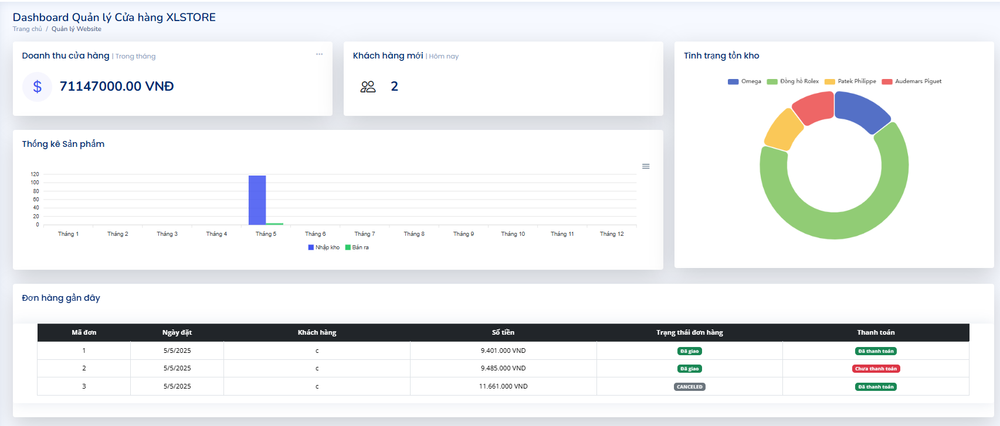 Dashboard Quản lý Cửa hàng XLSTORE
Trang chủ / Quản lý Website
Doanh thu cửa hàng | Trong tháng
$ 71147000.00 VNĐ
Khách hàng mới | Hôm nay
2
Tình trạng tồn kho
Omega Đồng hồ Rolex Patek Philippe Audemars Piguet
Thống kê Sản phẩm
120
100
80
60
40
20
0
Tháng 1 Tháng 2 Tháng 3 Tháng 4 Tháng 5 Tháng 6 Tháng 7 Tháng 8 Tháng 9 Tháng 10 Tháng 11 Tháng 12
Nhập kho Bán ra
Đơn hàng gần đây
Mã đơn Ngày đặt Khách hàng Số tiền Trạng thái đơn hàng Thanh toán
1 5/5/2025 c 9.401.000 VND Đã giao Đã thanh toán
2 5/5/2025 c 9.485.000 VND Đã giao Chưa thanh toán
3 5/5/2025 c 11.661.000 VND CANCELED Đã thanh toán